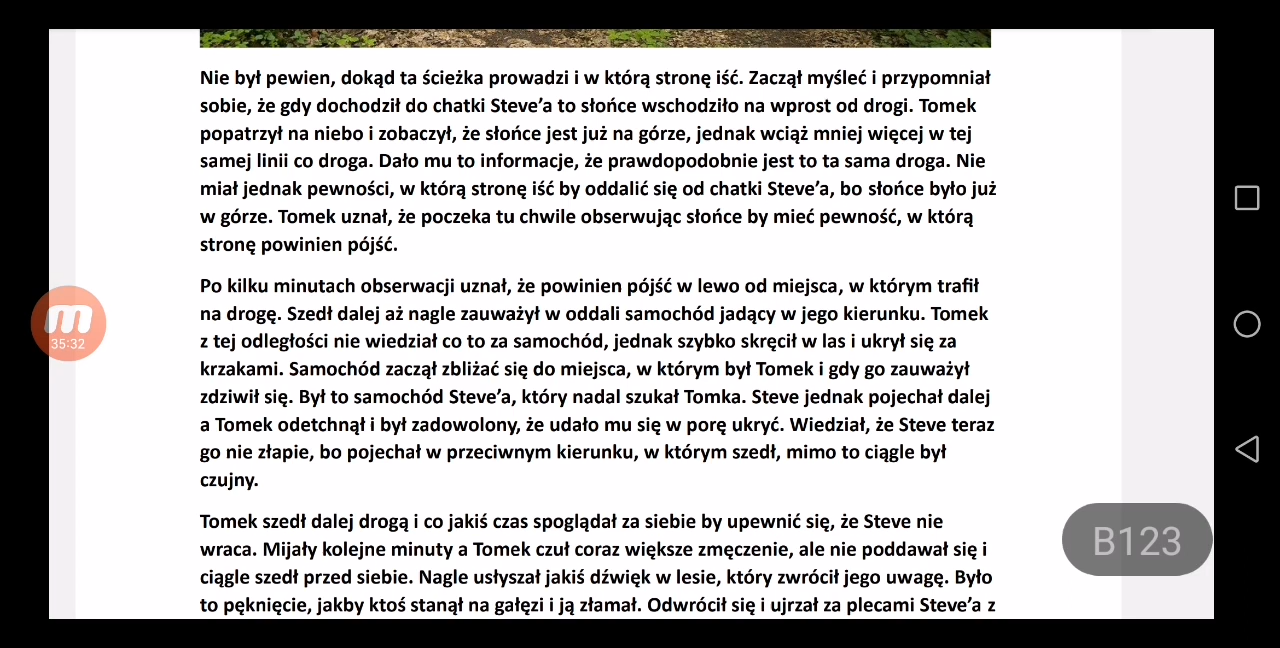 Nie był pewien, dokąd ta ścieżka prowadzi i w którą stronę iść. Zaczął myśleć i przypomniał
sobie, że gdy dochodził do chatki Steve’a to słońce wschodziło na wprost od drogi. Tomek
popatrzył na niebo i zobaczył, że słońce jest już na górze, jednak wciąż mniej więcej w tej
samej linii co droga. Dało mu to informacje, że prawdopodobnie jest to ta sama droga. Nie
miał jednak pewności, w którą stronę iść by oddalić się od chatki Steve’a, bo słońce było już
w górze. Tomek uznał, że poczeka tu chwile obserwując słońce by mieć pewność, w którą
stronę powinien pójść.
Po kilku minutach obserwacji uznał, że powinien pójść w lewo od miejsca, w którym trafił
na drogę. Szedł dalej aż nagle zauważył w oddali samochód jadący w jego kierunku. Tomek
z tej odległości nie wiedział co to za samochód, jednak szybko skręcił w las i ukrył się za
krzakami. Samochód zaczął zbliżać się do miejsca, w którym był Tomek i gdy go zauważył
zdziwił się. Był to samochód Steve’a, który nadal szukał Tomka. Steve jednak pojechał dalej
a Tomek odetchnął i był zadowolony, że udało mu się w porę ukryć. Wiedział, że Steve teraz
go nie złapie, bo pojechał w przeciwnym kierunku, w którym szedł, mimo to ciągle był
czujny.
Tomek szedł dalej drogą i co jakiś czas spoglądał za siebie by upewnić się, że Steve nie
wraca. Mijały kolejne minuty a Tomek czuł coraz większe zmęczenie, ale nie poddawał się i
ciągle szedł przed siebie. Nagle usłyszał jakiś dźwięk w lesie, który zwrócił jego uwagę. Było
to pęknięcie, jakby ktoś stanął na gałęzi i ją złamał. Odwrócił się i ujrzał za plecami Steve’a z
m
35:32
B123